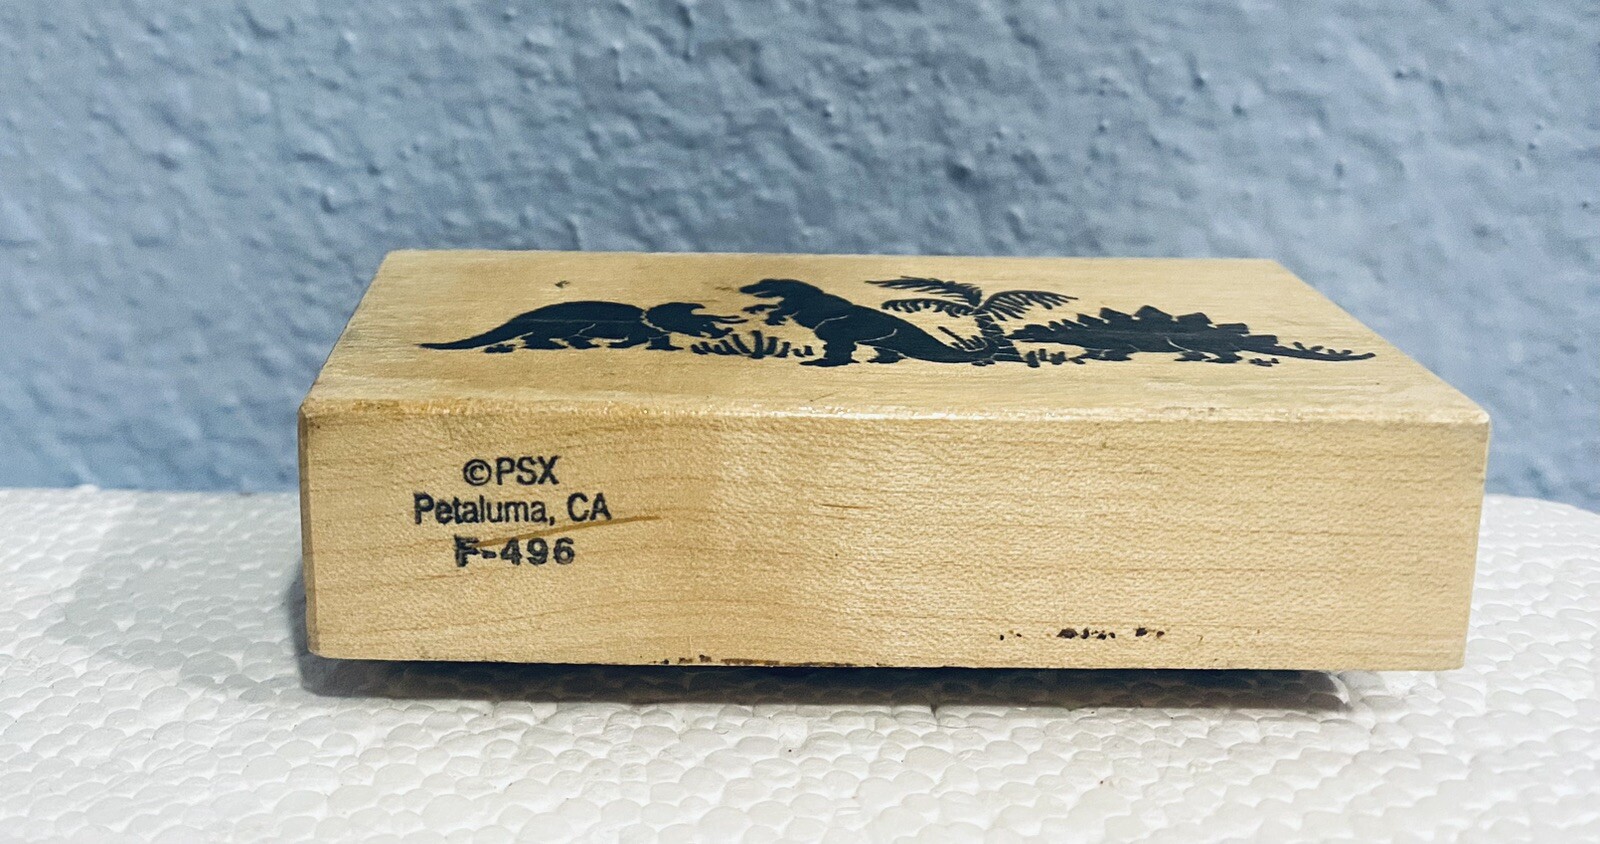 ©PSX
Petaluma, CA
F-496